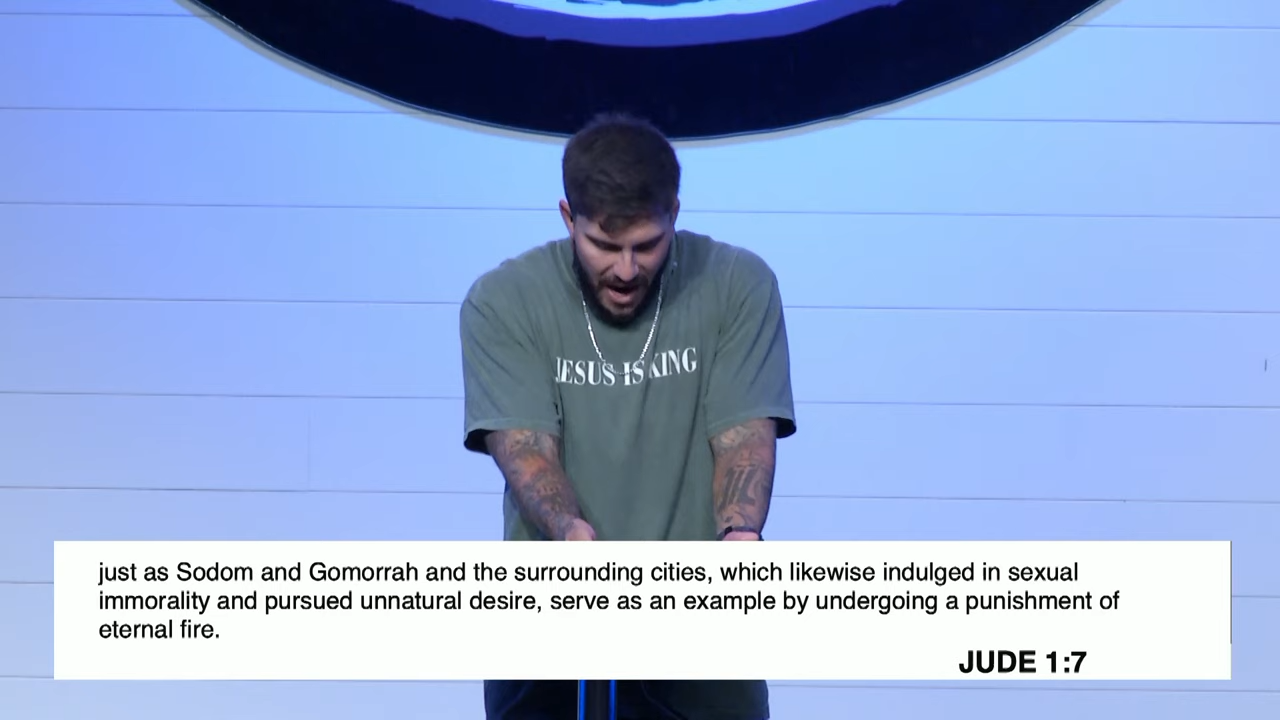 JESUS IS KING
just as Sodom and Gomorrah and the surrounding cities, which likewise indulged in sexual
immorality and pursued unnatural desire, serve as an example by undergoing a punishment of
eternal fire.
JUDE 1:7